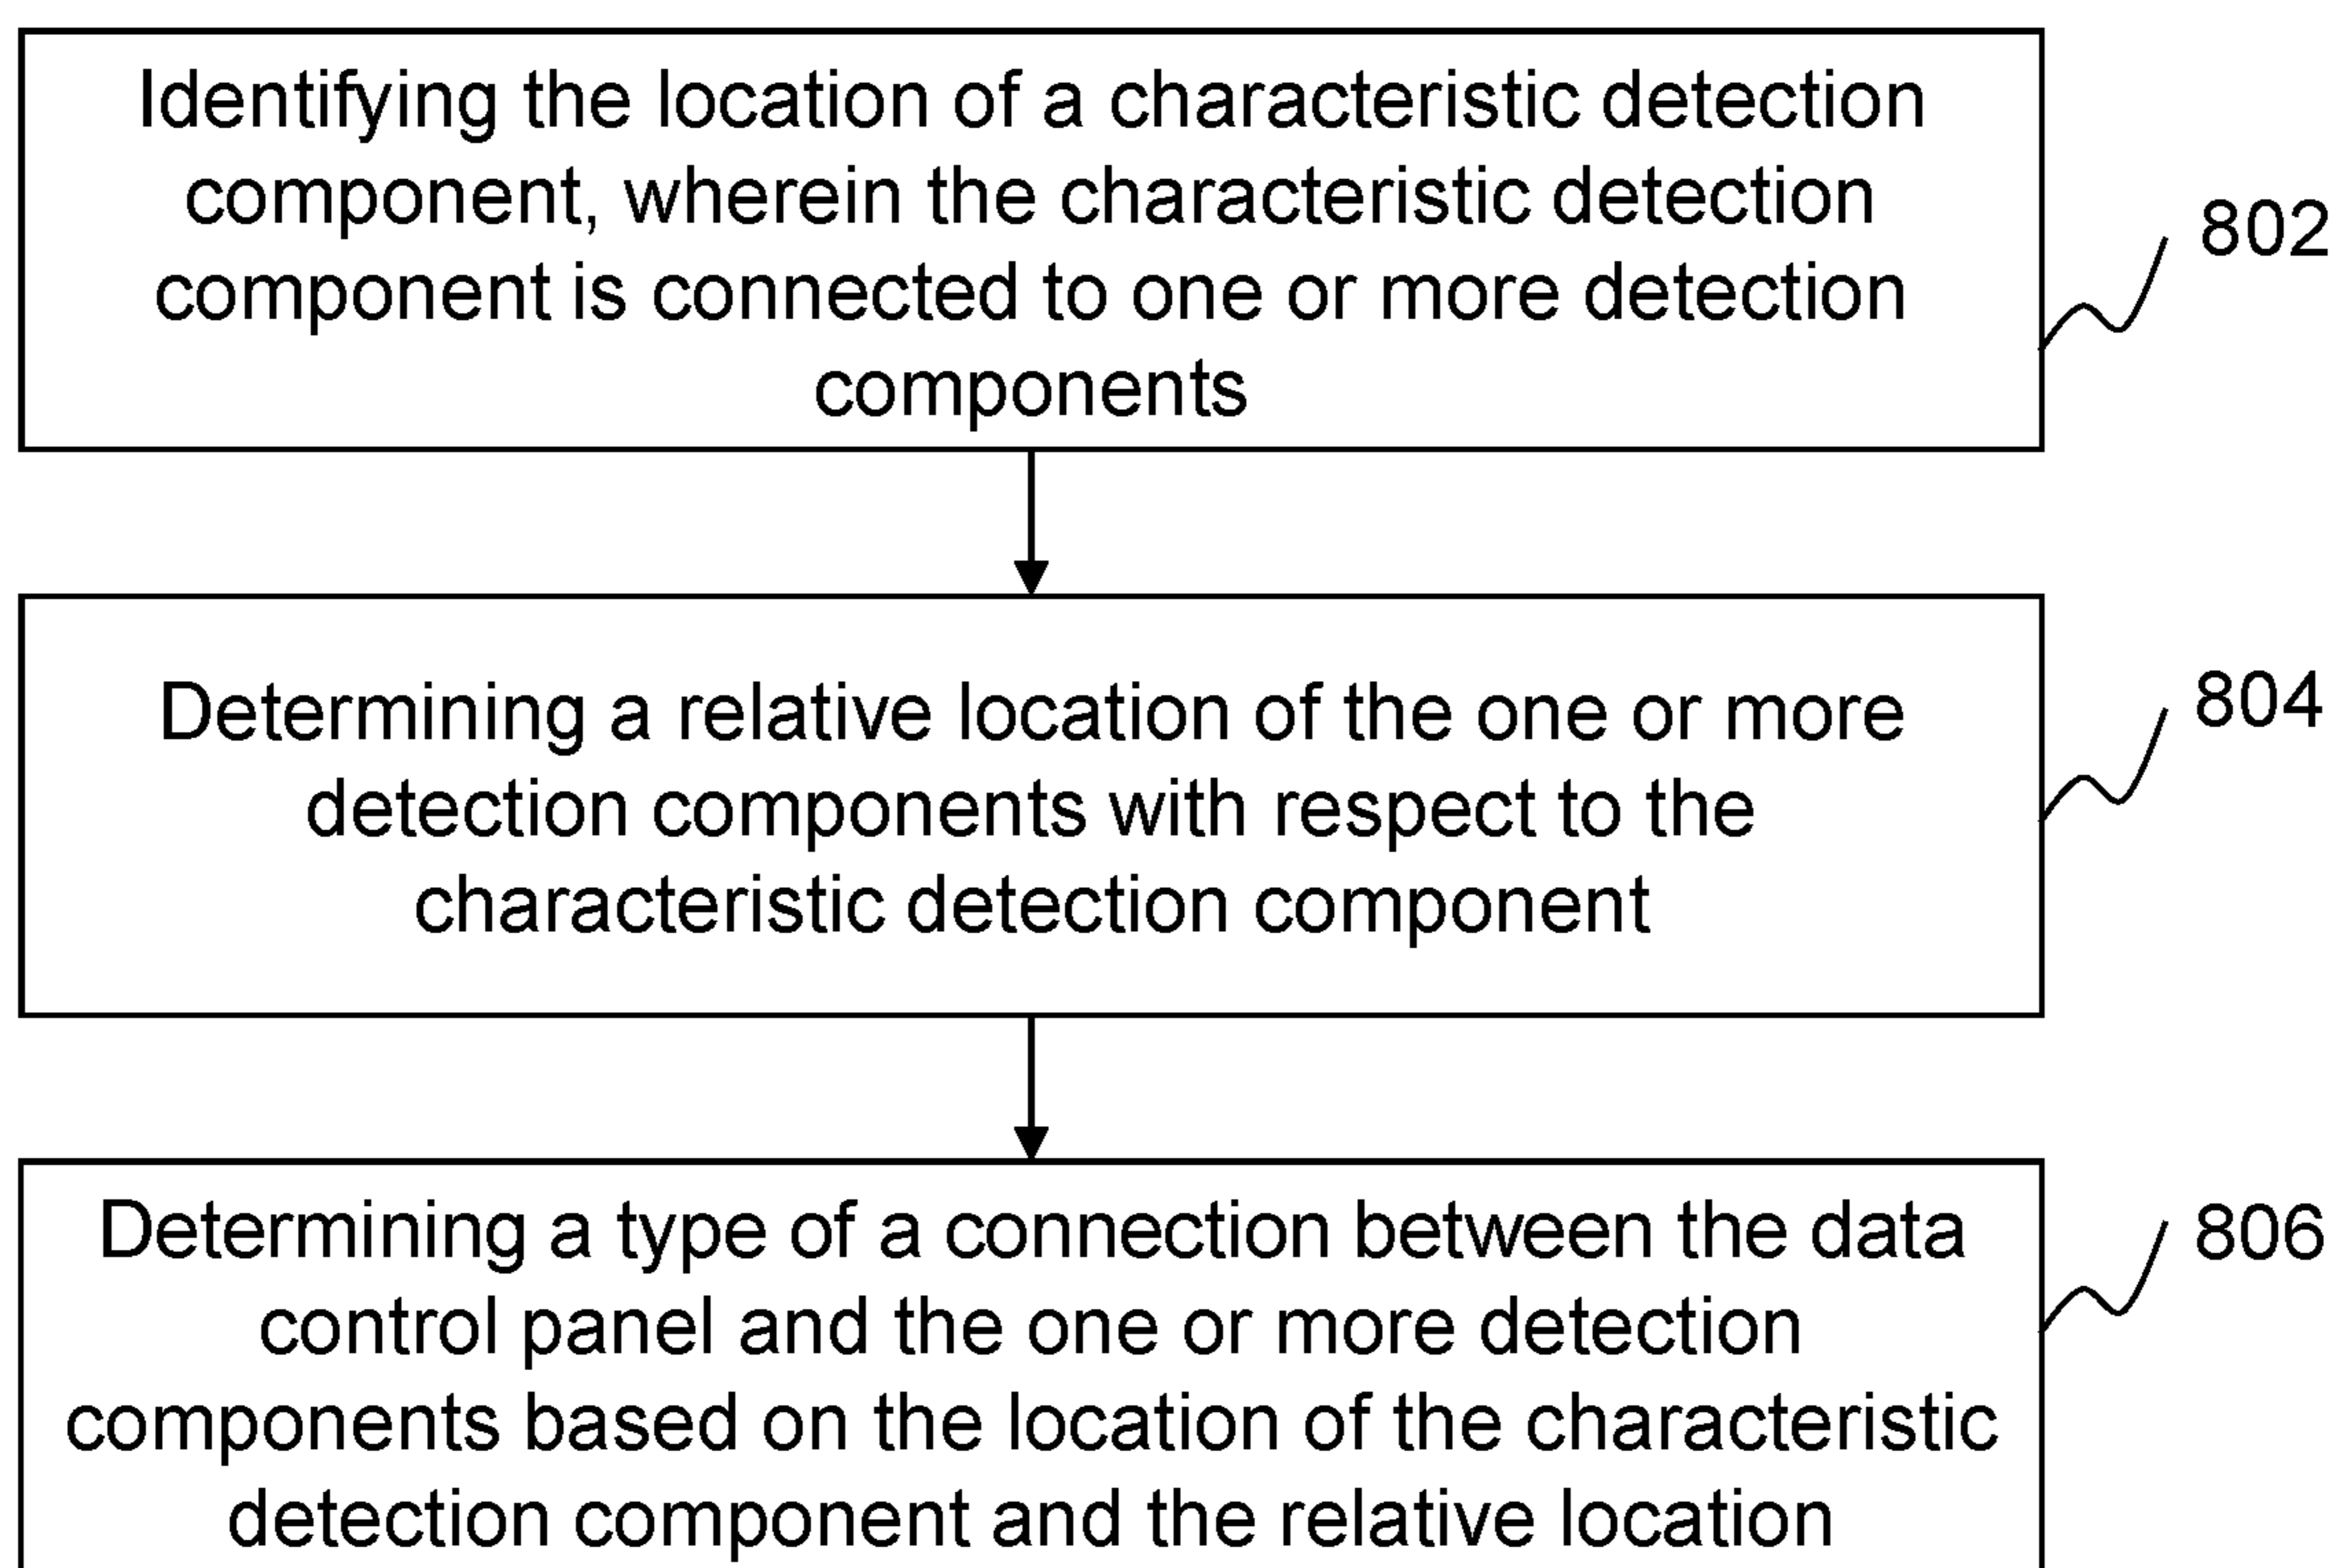 Identifying the location of a characteristic detection
component, wherein the characteristic detection
component is connected to one or more detection
components
802
Determining a relative location of the one or more
detection components with respect to the
characteristic detection component
804
Determining a type of a connection between the data
control panel and the one or more detection
components based on the location of the characteristic
detection component and the relative location
806